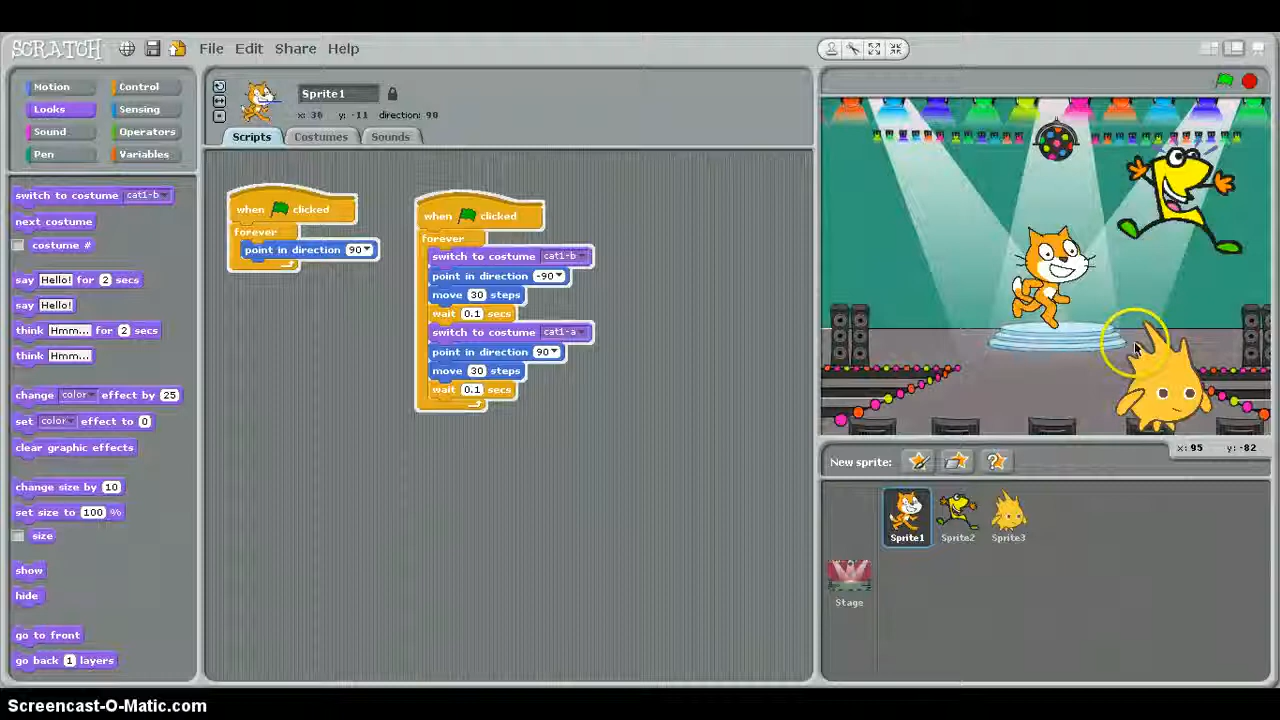 SCRATCH File Edit Share Help
Motion Control
Looks Sensing
Sound Operators
Pen Variables
switch to costume cat1-b
next costume
costume #
say Hello! for 2 secs
say Hello!
think Hmm... for 2 secs
think Hmm...
change color effect by 25
set color effect to 0
clear graphic effects
change size by 10
set size to 100 %
size
show
hide
go to front
go back 1 layers
Sprite1
x: 36 y: -11 direction: 90
Scripts Costumes Sounds
when clicked
forever
point in direction 90
when clicked
forever
switch to costume cat1-b
point in direction -90
move 30 steps
wait 0.1 secs
switch to costume cat1-a
point in direction 90
move 30 steps
wait 0.1 secs
x: 95 y: -82
New sprite:
Sprite1 Sprite2 Sprite3
Stage
Screencast-O-Matic.com